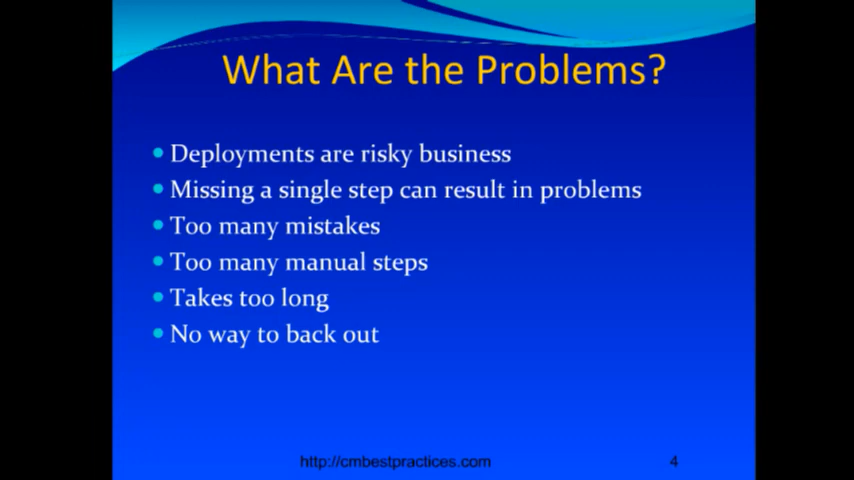 What Are the Problems?
Deployments are risky business
Missing a single step can result in problems
Too many mistakes
Too many manual steps
Takes too long
No way to back out
http://cmbestpractices.com
4